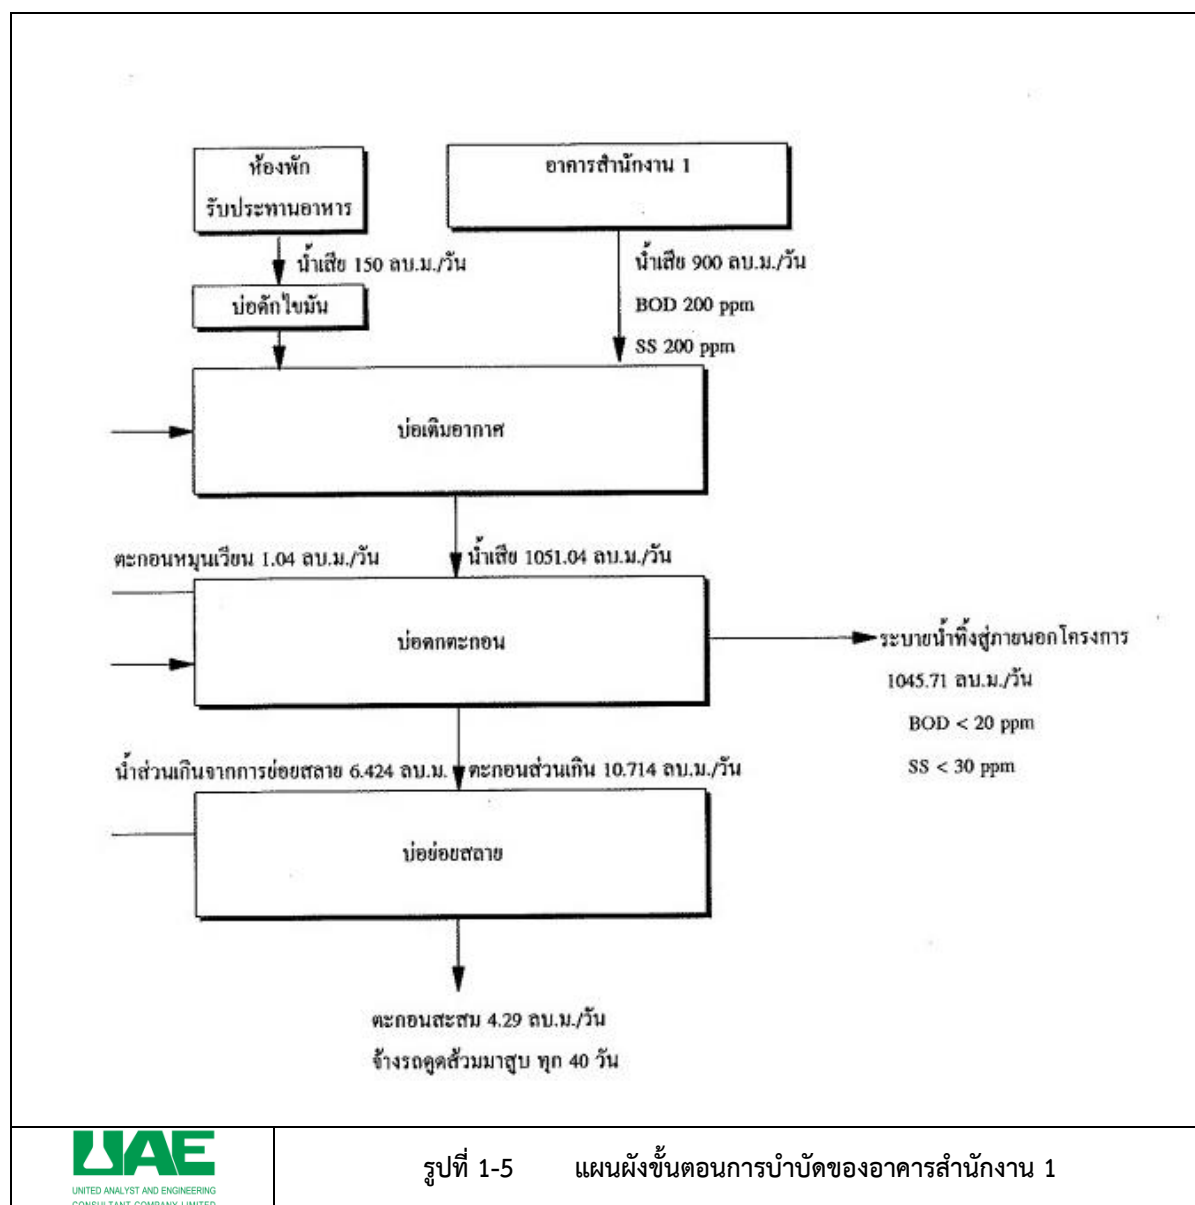 ห้องพัก
รับประทานอาหาร
อาคารสำนักงาน 1
น้ำเสีย 150 ลบ.ม./วัน
น้ำเสีย 900 ลบ.ม./วัน
บ่อดักไขมัน
BOD 200 ppm
SS 200 ppm
บ่อเติมอากาศ
ตะกอนหมุนเวียน 1.04 ลบ.ม./วัน
น้ำเสีย 1051.04 ลบ.ม./วัน
บ่อตกตะกอน
ระบายน้ำทิ้งสู่ภายนอกโครงการ
1045.71 ลบ.ม./วัน
BOD < 20 ppm
SS < 30 ppm
น้ำส่วนเกินจากการย่อยสลาย 6.424 ลบ.ม.
ตะกอนส่วนเกิน 10.714 ลบ.ม./วัน
บ่อย่อยสลาย
ตะกอนสะสม 4.29 ลบ.ม./วัน
จ้างรถดูดส้วมมาสูบ ทุก 40 วัน
UAE
UNITED ANALYST AND ENGINEERING
CONSULTANT COMPANY LIMITED
รูปที่ 1-5 แผนผังขั้นตอนการบำบัดของอาคารสำนักงาน 1